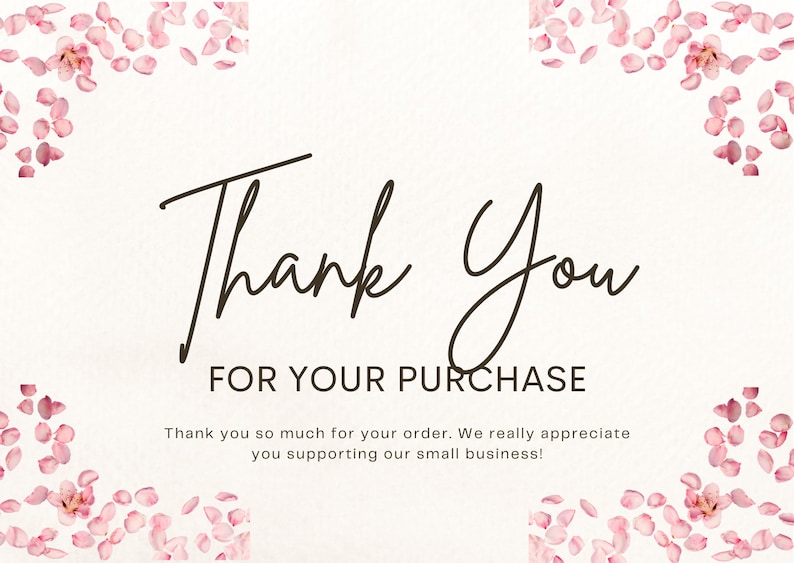 Thank You
FOR YOUR PURCHASE
Thank you so much for your order. We really appreciate
you supporting our small business!